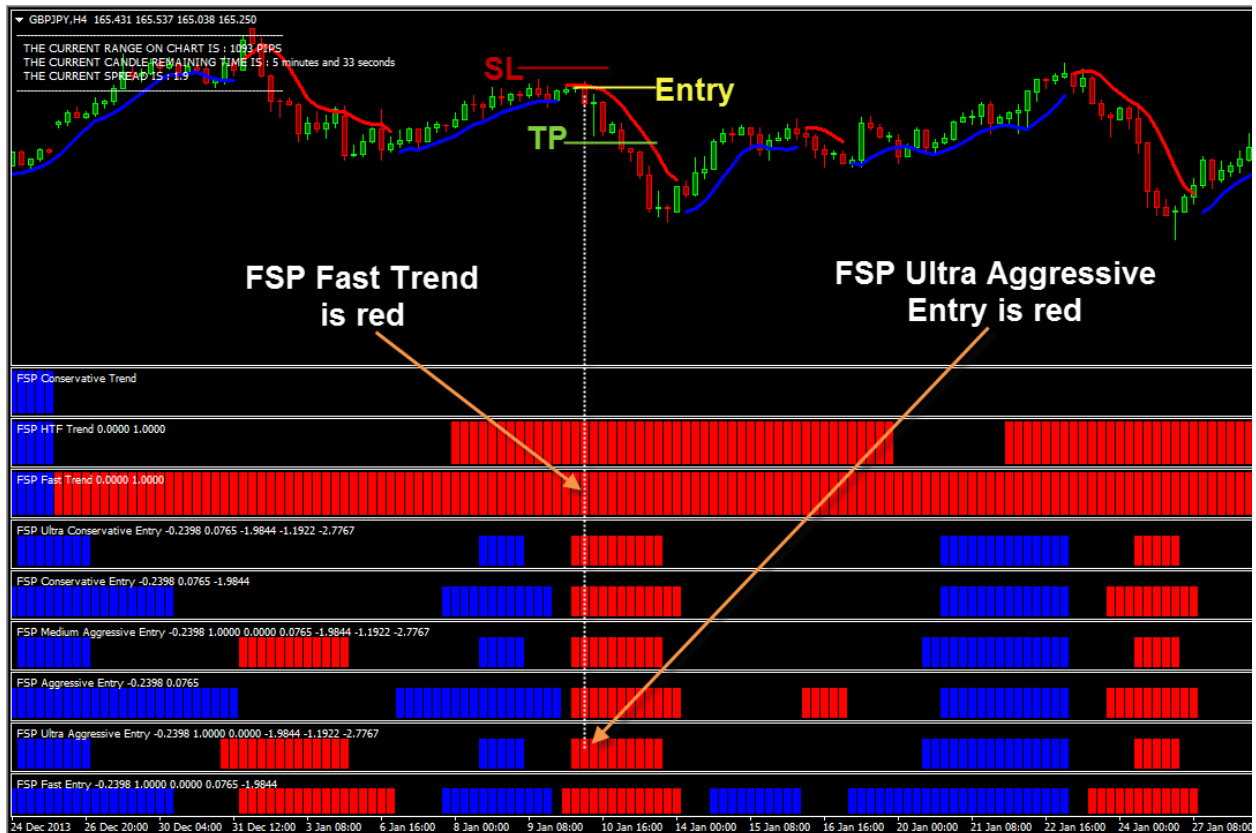 GBPJPY,H4 165.431 165.537 165.038 165.250
THE CURRENT RANGE ON CHART IS : 1093 PIPS
THE CURRENT CANDLE REMAINING TIME IS : 5 minutes and 33 seconds
THE CURRENT SPREAD IS : 1.9
SL
Entry
TP
FSP Fast Trend
is red
FSP Ultra Aggressive
Entry is red
FSP Conservative Trend
FSP HTF Trend 0.0000 1.0000
FSP Fast Trend 0.0000 1.0000
FSP Ultra Conservative Entry -0.2398 0.0765 -1.9844 -1.1922 -2.7767
FSP Conservative Entry -0.2398 0.0765 -1.9844
FSP Medium Aggressive Entry -0.2398 1.0000 0.0000 0.0765 -1.9844 -1.1922 -2.7767
FSP Aggressive Entry -0.2398 0.0765
FSP Ultra Aggressive Entry -0.2398 1.0000 0.0000 -1.9844 -1.1922 -2.7767
FSP Fast Entry -0.2398 1.0000 0.0000 0.0765 -1.9844
24 Dec 2013 26 Dec 20:00 30 Dec 04:00 31 Dec 12:00 3 Jan 08:00 6 Jan 16:00 8 Jan 00:00 9 Jan 08:00 10 Jan 16:00 14 Jan 00:00 15 Jan 08:00 16 Jan 16:00 20 Jan 00:00 21 Jan 08:00 22 Jan 16:00 24 Jan 00:00 27 Jan 08:00